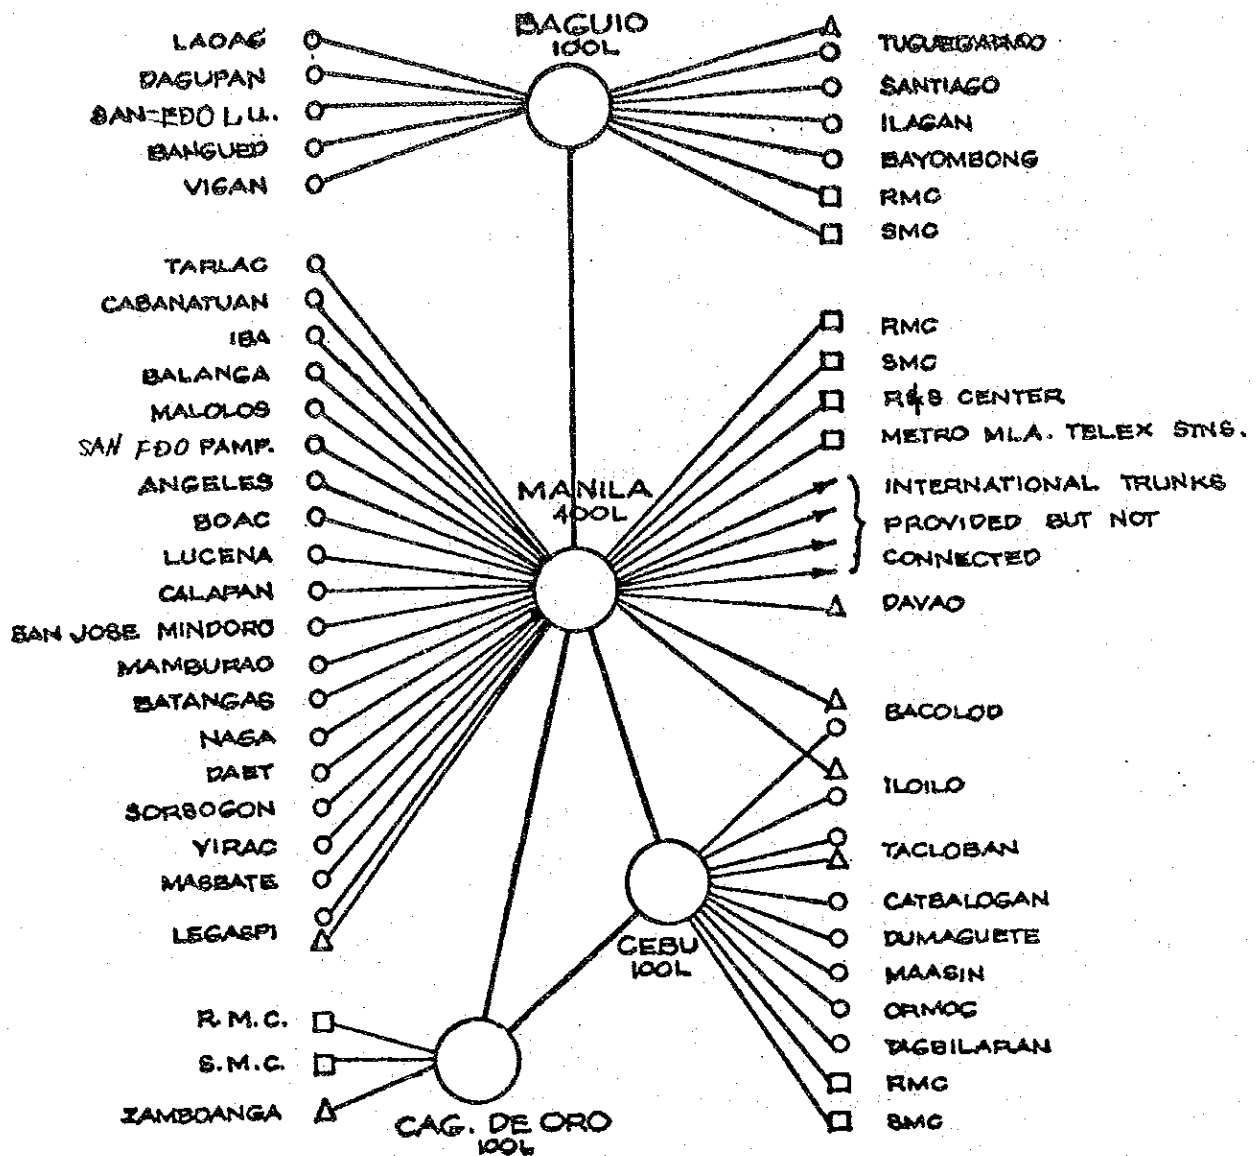 BAGUIO
100L
LAOAG
DAGUPAN
SAN-FDO L.U.
BANGUED
VIGAN
TUGUEGARAO
SANTIAGO
ILAGAN
BAYOMBONG
RMC
SMC
TARLAC
CABANATUAN
IBA
BALANGA
MALOLOS
SAN FDO PAMP.
ANGELES
BOAC
LUCENA
CALAPAN
SAN JOSE MINDORO
MAMBURAO
BATANGAS
NAGA
DAET
SORSOGON
VIRAC
MASBATE
LEGASPI
MANILA
400L
RMC
SMC
R&S CENTER
METRO MLA. TELEX STNS.
INTERNATIONAL TRUNKS
PROVIDED BUT NOT
CONNECTED
DAVAO
BACOLOD
ILOILO
TACLOBAN
CATBALOGAN
DUMAGUETE
MAASIN
ORMOC
TAGBILARAN
RMC
SMC
CEBU
100L
R.M.C.
S.M.C.
ZAMBOANGA
CAG. DE ORO
100L